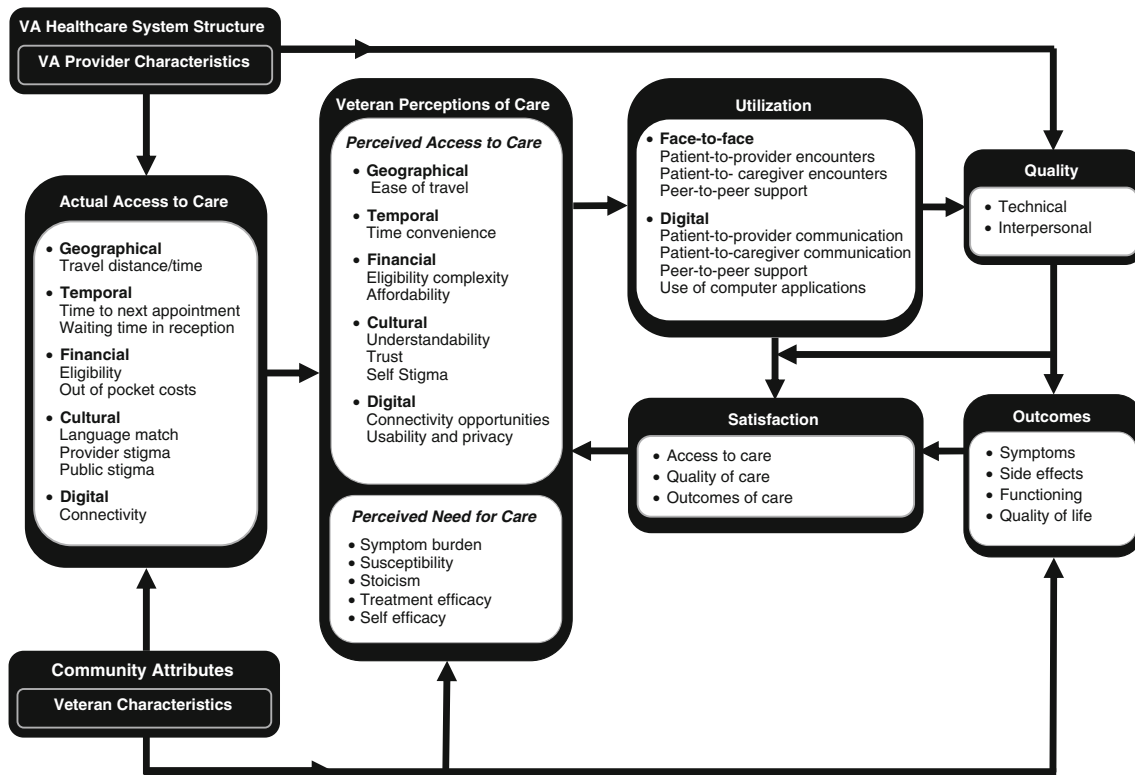 VA Healthcare System Structure
VA Provider Characteristics
Actual Access to Care
• Geographical
Travel distance/time
• Temporal
Time to next appointment
Waiting time in reception
• Financial
Eligibility
Out of pocket costs
• Cultural
Language match
Provider stigma
Public stigma
• Digital
Connectivity
Community Attributes
Veteran Characteristics
Veteran Perceptions of Care
Perceived Access to Care
• Geographical
Ease of travel
• Temporal
Time convenience
• Financial
Eligibility complexity
Affordability
• Cultural
Understandability
Trust
Self Stigma
• Digital
Connectivity opportunities
Usability and privacy
Perceived Need for Care
• Symptom burden
• Susceptibility
• Stoicism
• Treatment efficacy
• Self efficacy
Utilization
• Face-to-face
Patient-to-provider encounters
Patient-to- caregiver encounters
Peer-to-peer support
• Digital
Patient-to-provider communication
Patient-to-caregiver communication
Peer-to-peer support
Use of computer applications
Quality
• Technical
• Interpersonal
Satisfaction
• Access to care
• Quality of care
• Outcomes of care
Outcomes
• Symptoms
• Side effects
• Functioning
• Quality of life